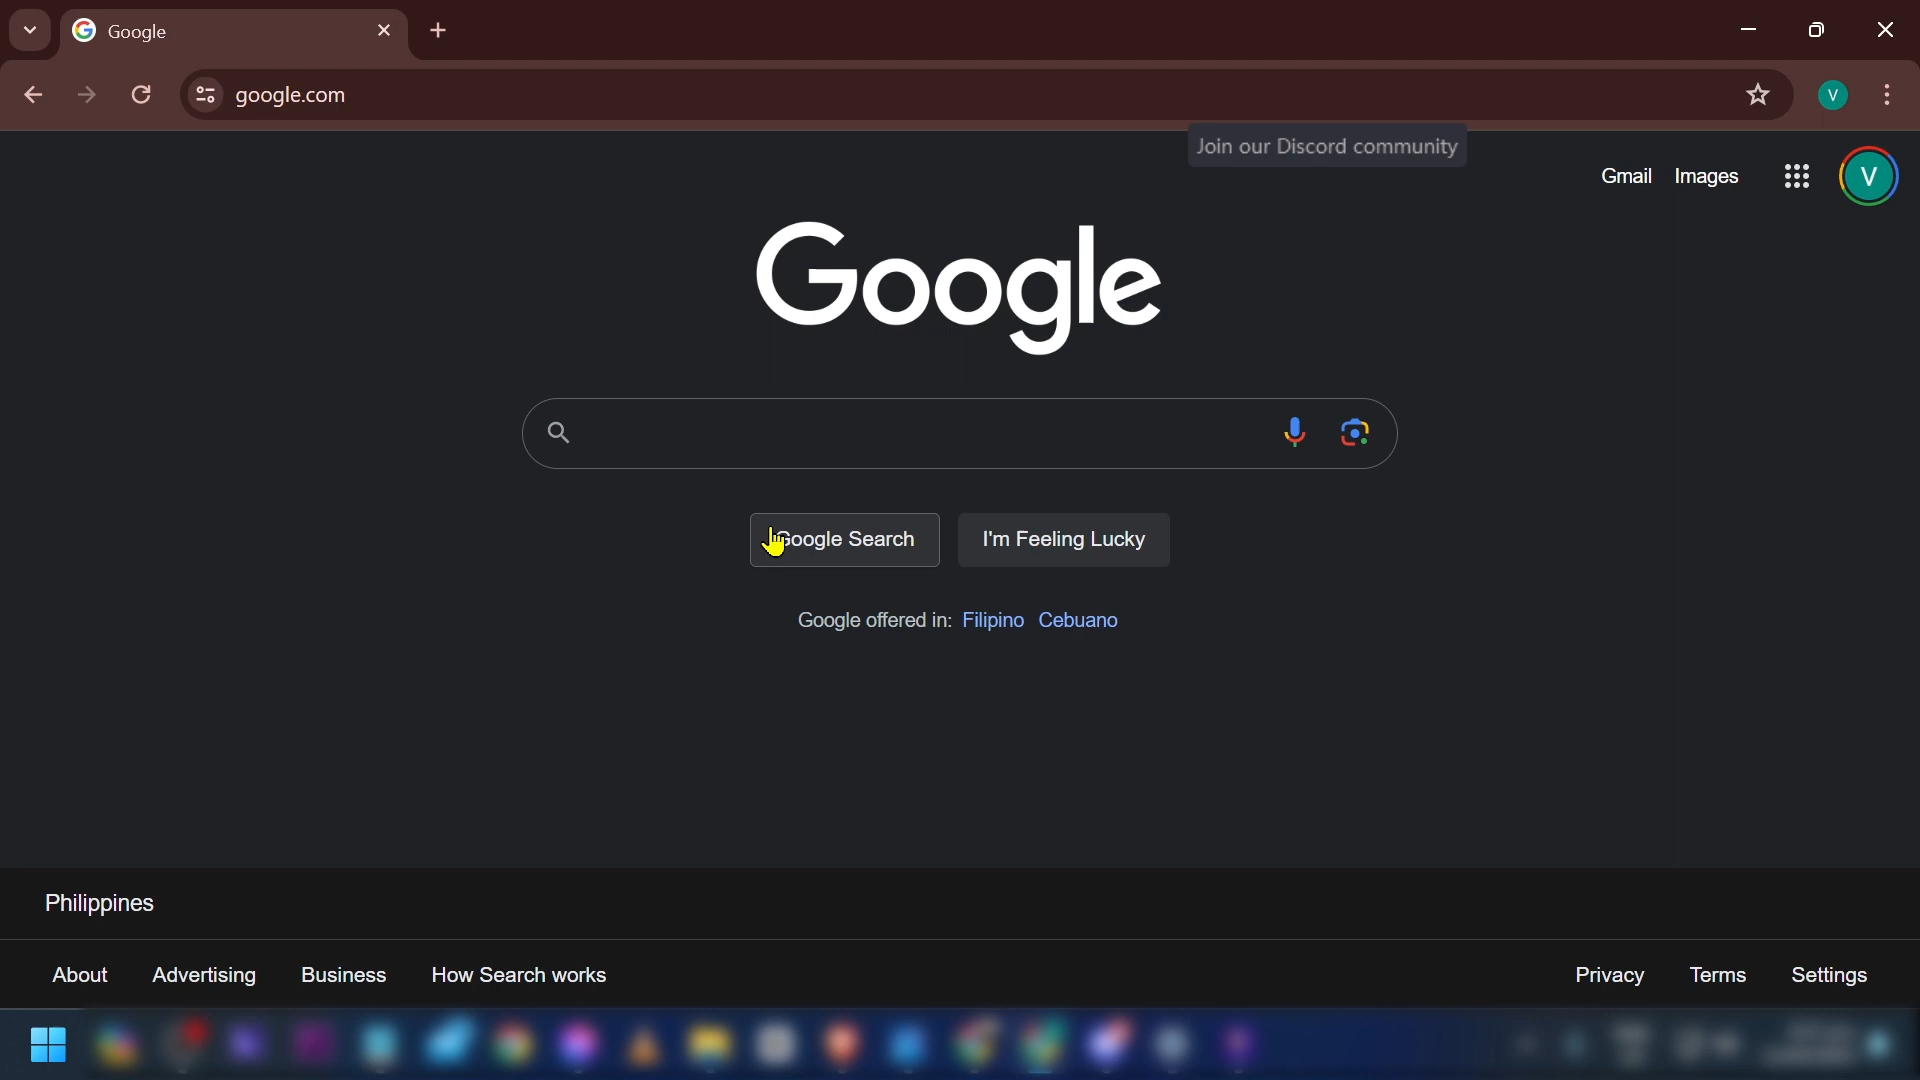 Google
google.com
V
Join our Discord community
Gmail Images
V
Google
Google Search
I'm Feeling Lucky
Google offered in: Filipino Cebuano
Philippines
About Advertising Business How Search works
Privacy Terms Settings